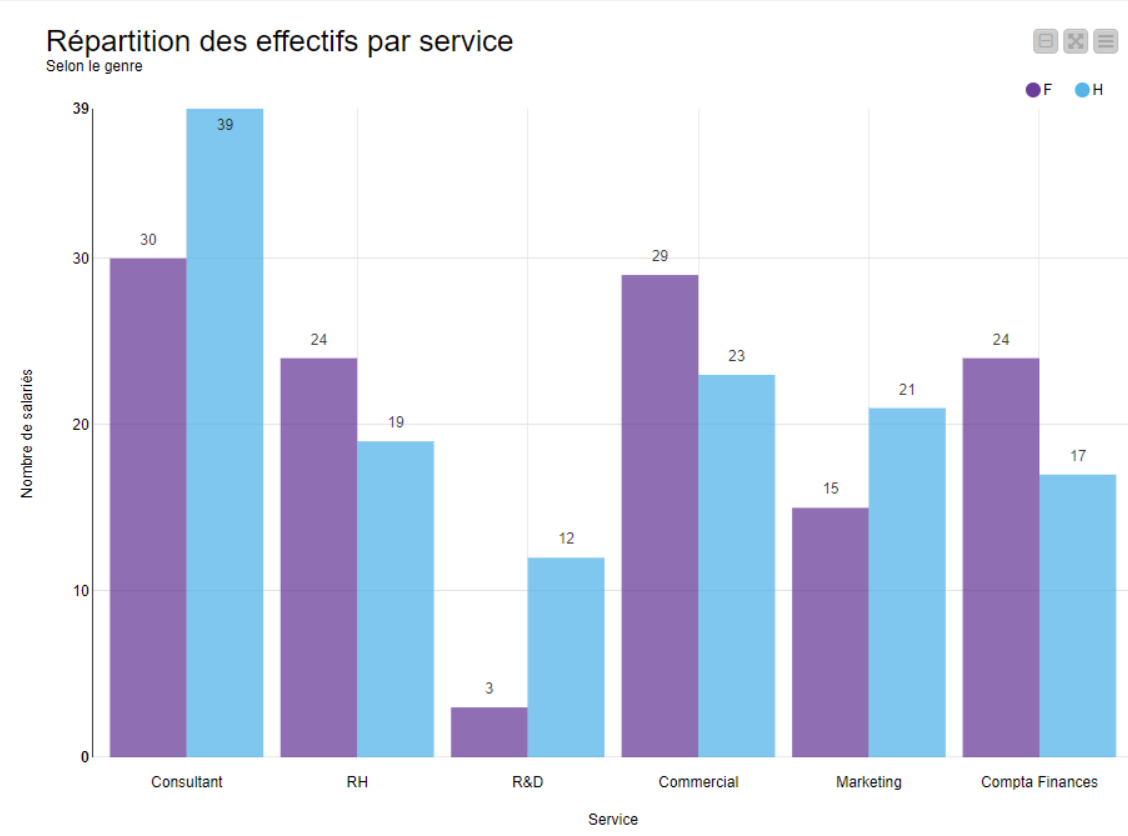 Répartition des effectifs par service
Selon le genre
F H
39
39
30
30
29
24
24
23
21
20
19
17
15
12
10
3
0
Nombre de salariés
Consultant RH R&D Commercial Marketing Compta Finances
Service